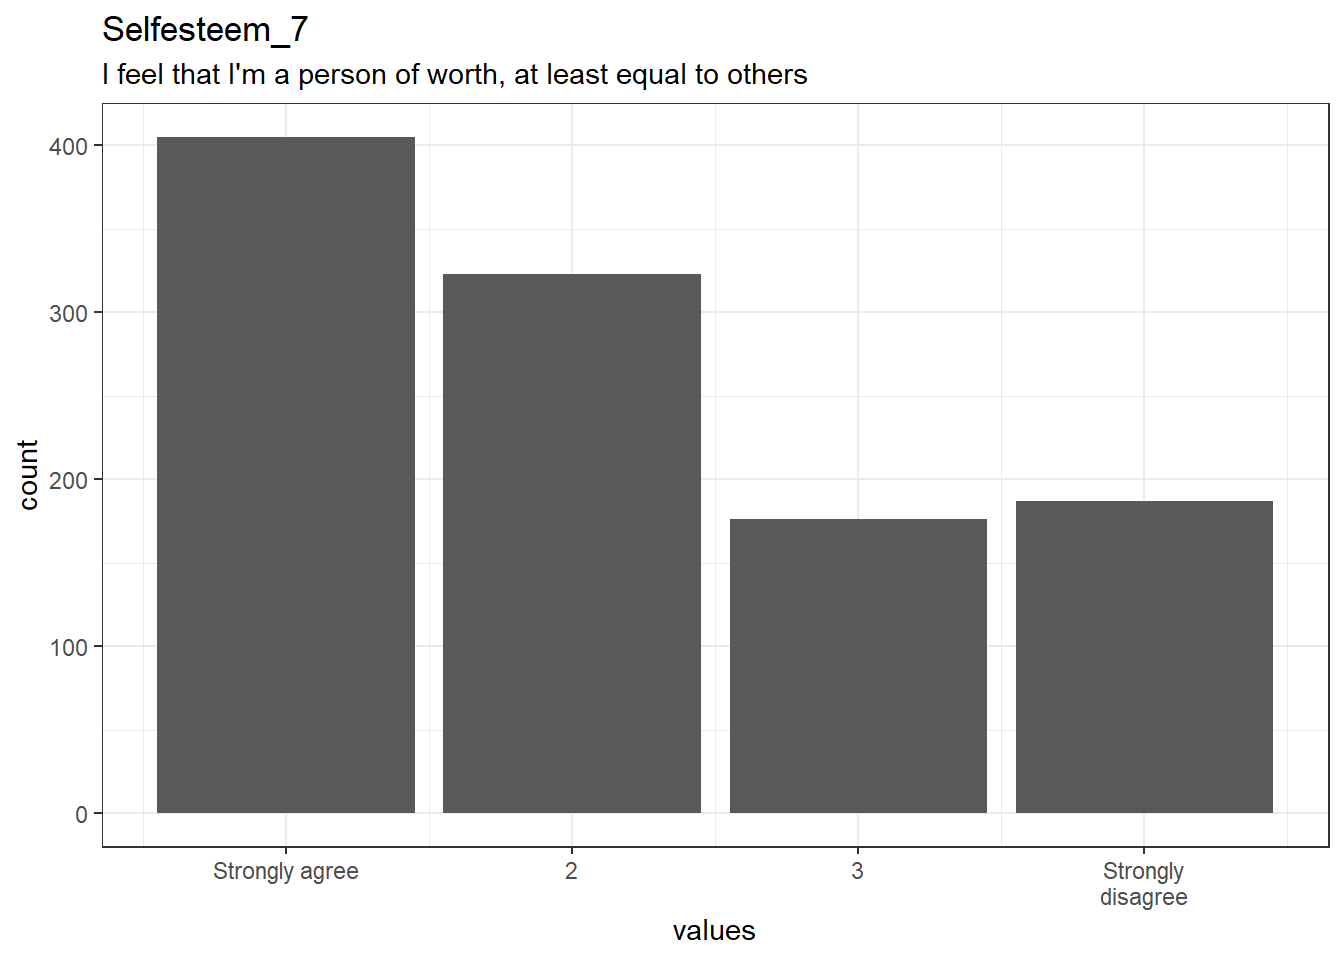 Selfesteem_7
I feel that I'm a person of worth, at least equal to others
count
400
300
200
100
0
Strongly agree
2
3
Strongly
disagree
values